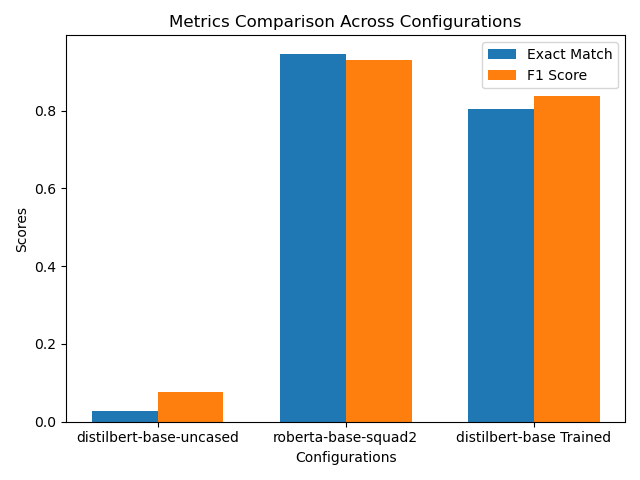 Metrics Comparison Across Configurations
Exact Match
F1 Score
Scores
0.8
0.6
0.4
0.2
0.0
distilbert-base-uncased
roberta-base-squad2
distilbert-base Trained
Configurations